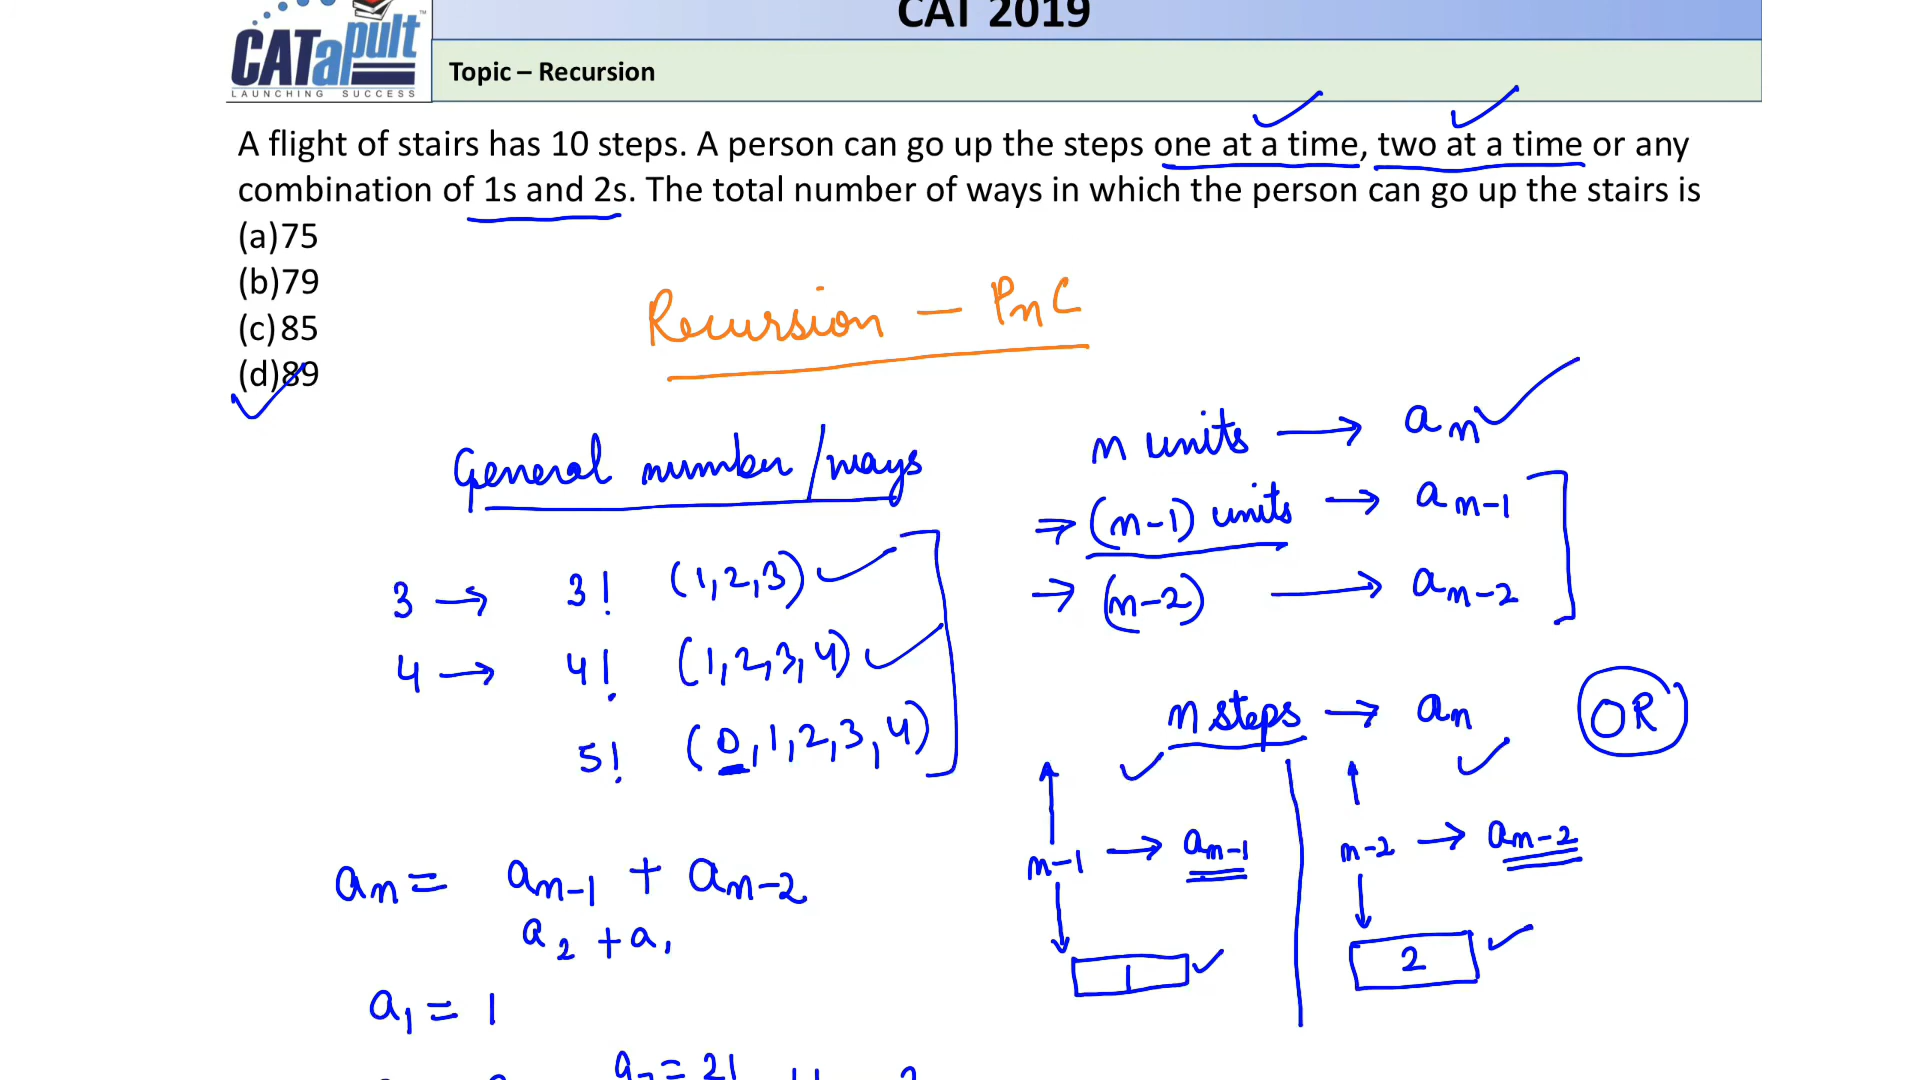 CATapult
LAUNCHING SUCCESS
CAT 2019
Topic – Recursion
A flight of stairs has 10 steps. A person can go up the steps one at a time, two at a time or any
combination of 1s and 2s. The total number of ways in which the person can go up the stairs is
(a)75
(b)79
(c)85
(d)89
Recursion – PnC
General number/ways
3 → 3! (1,2,3)
4 → 4! (1,2,3,4)
5! (0,1,2,3,4)
n units → an
⇒ (n-1) units → an-1
→ (n-2) → an-2
n steps → an OR
n-1 → an-1
n-2 → an-2
1
2
an = an-1 + an-2
a2 + a1
a1 = 1